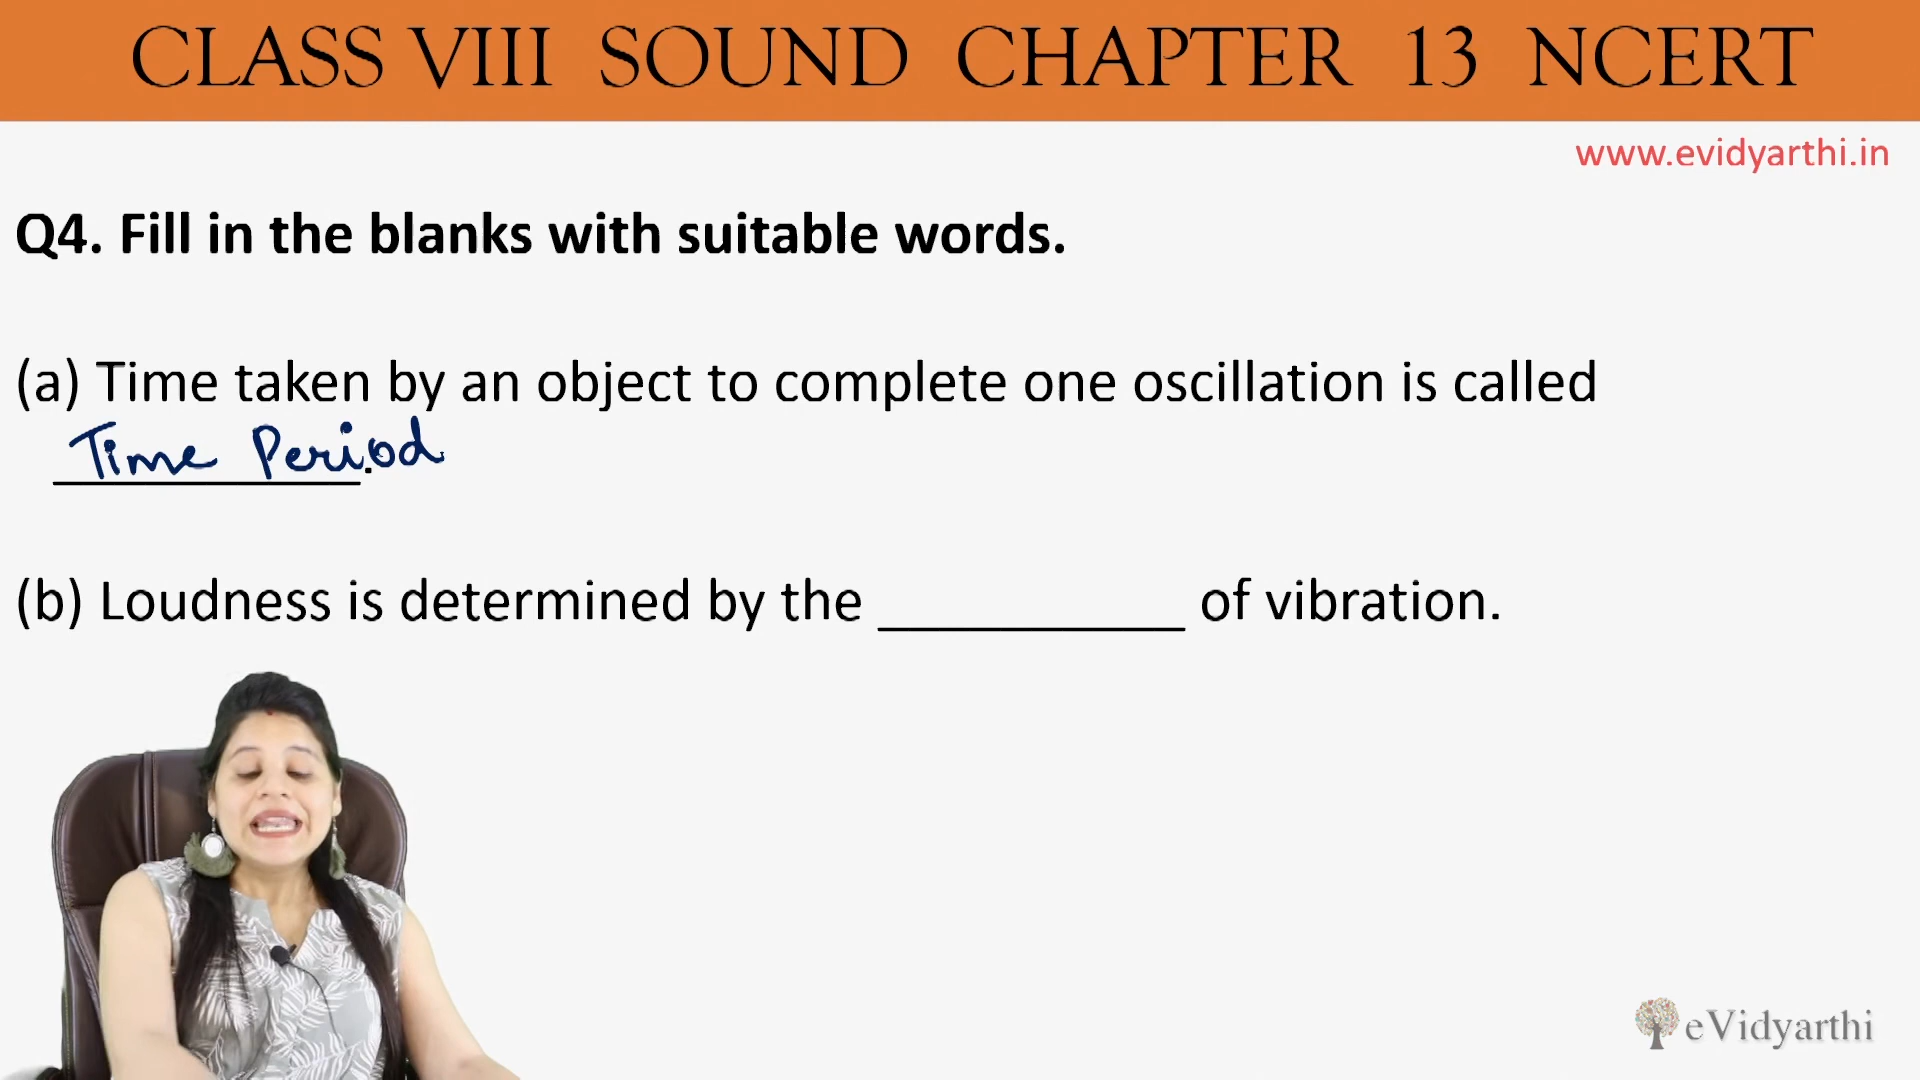 CLASS VIII SOUND CHAPTER 13 NCERT
www.evidyarthi.in
Q4. Fill in the blanks with suitable words.
(a) Time taken by an object to complete one oscillation is called
Time Period.
(b) Loudness is determined by the __________ of vibration.
eVidyarthi